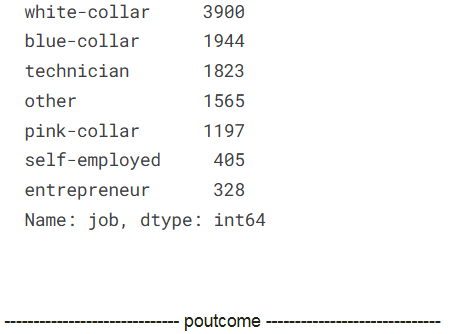 white-collar     3900
blue-collar      1944
technician       1823
other            1565
pink-collar      1197
self-employed     405
entrepreneur      328
Name: job, dtype: int64
------------------------------ poutcome ------------------------------